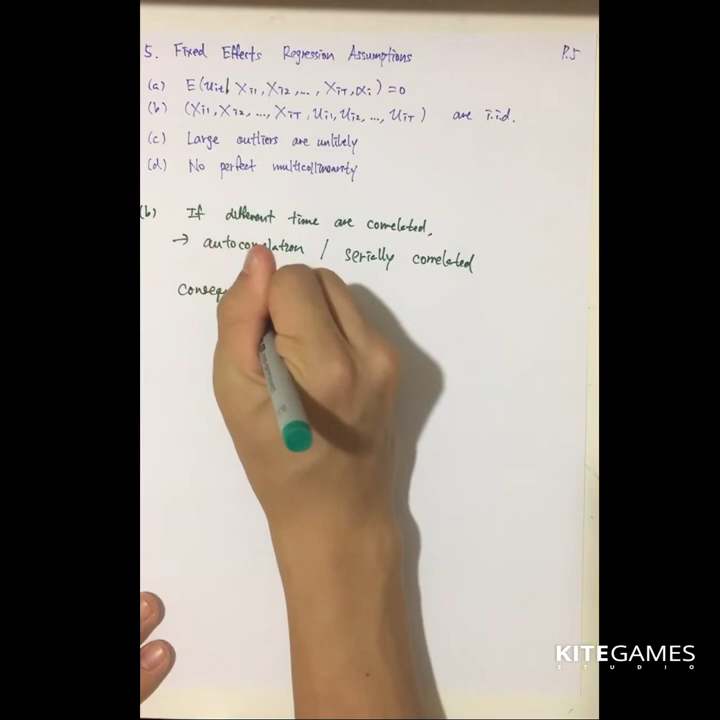 5. Fixed Effects Regression Assumptions P.5
(a) E(uit | Xi1, Xi2, ..., XiT, αi) = 0
(b) (Xi1, Xi2, ..., XiT, ui1, ui2, ..., uiT) are i.i.d.
(c) Large outliers are unlikely
(d) No perfect multicollinearity
(b) If different time are correlated,
→ autocorrelation / serially correlated
KITEGAMES
STUDIO